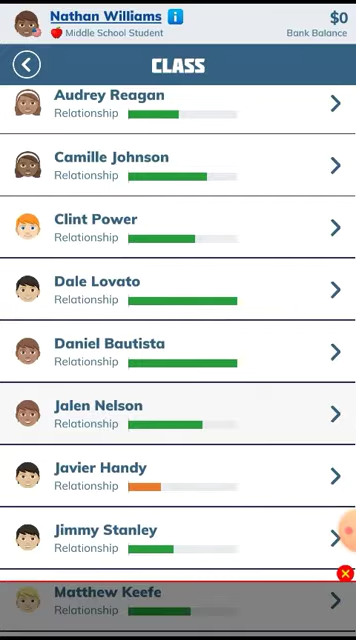 Nathan Williams i
Middle School Student
$0
Bank Balance
CLASS
Audrey Reagan
Relationship
Camille Johnson
Relationship
Clint Power
Relationship
Dale Lovato
Relationship
Daniel Bautista
Relationship
Jalen Nelson
Relationship
Javier Handy
Relationship
Jimmy Stanley
Relationship
Matthew Keefe
Relationship